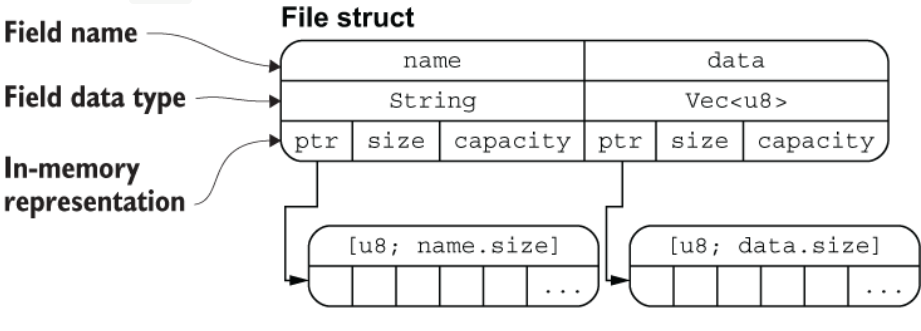 File struct
Field name
name data
Field data type
String Vec<u8>
ptr size capacity ptr size capacity
In-memory
representation
[u8; name.size] [u8; data.size]
... ...